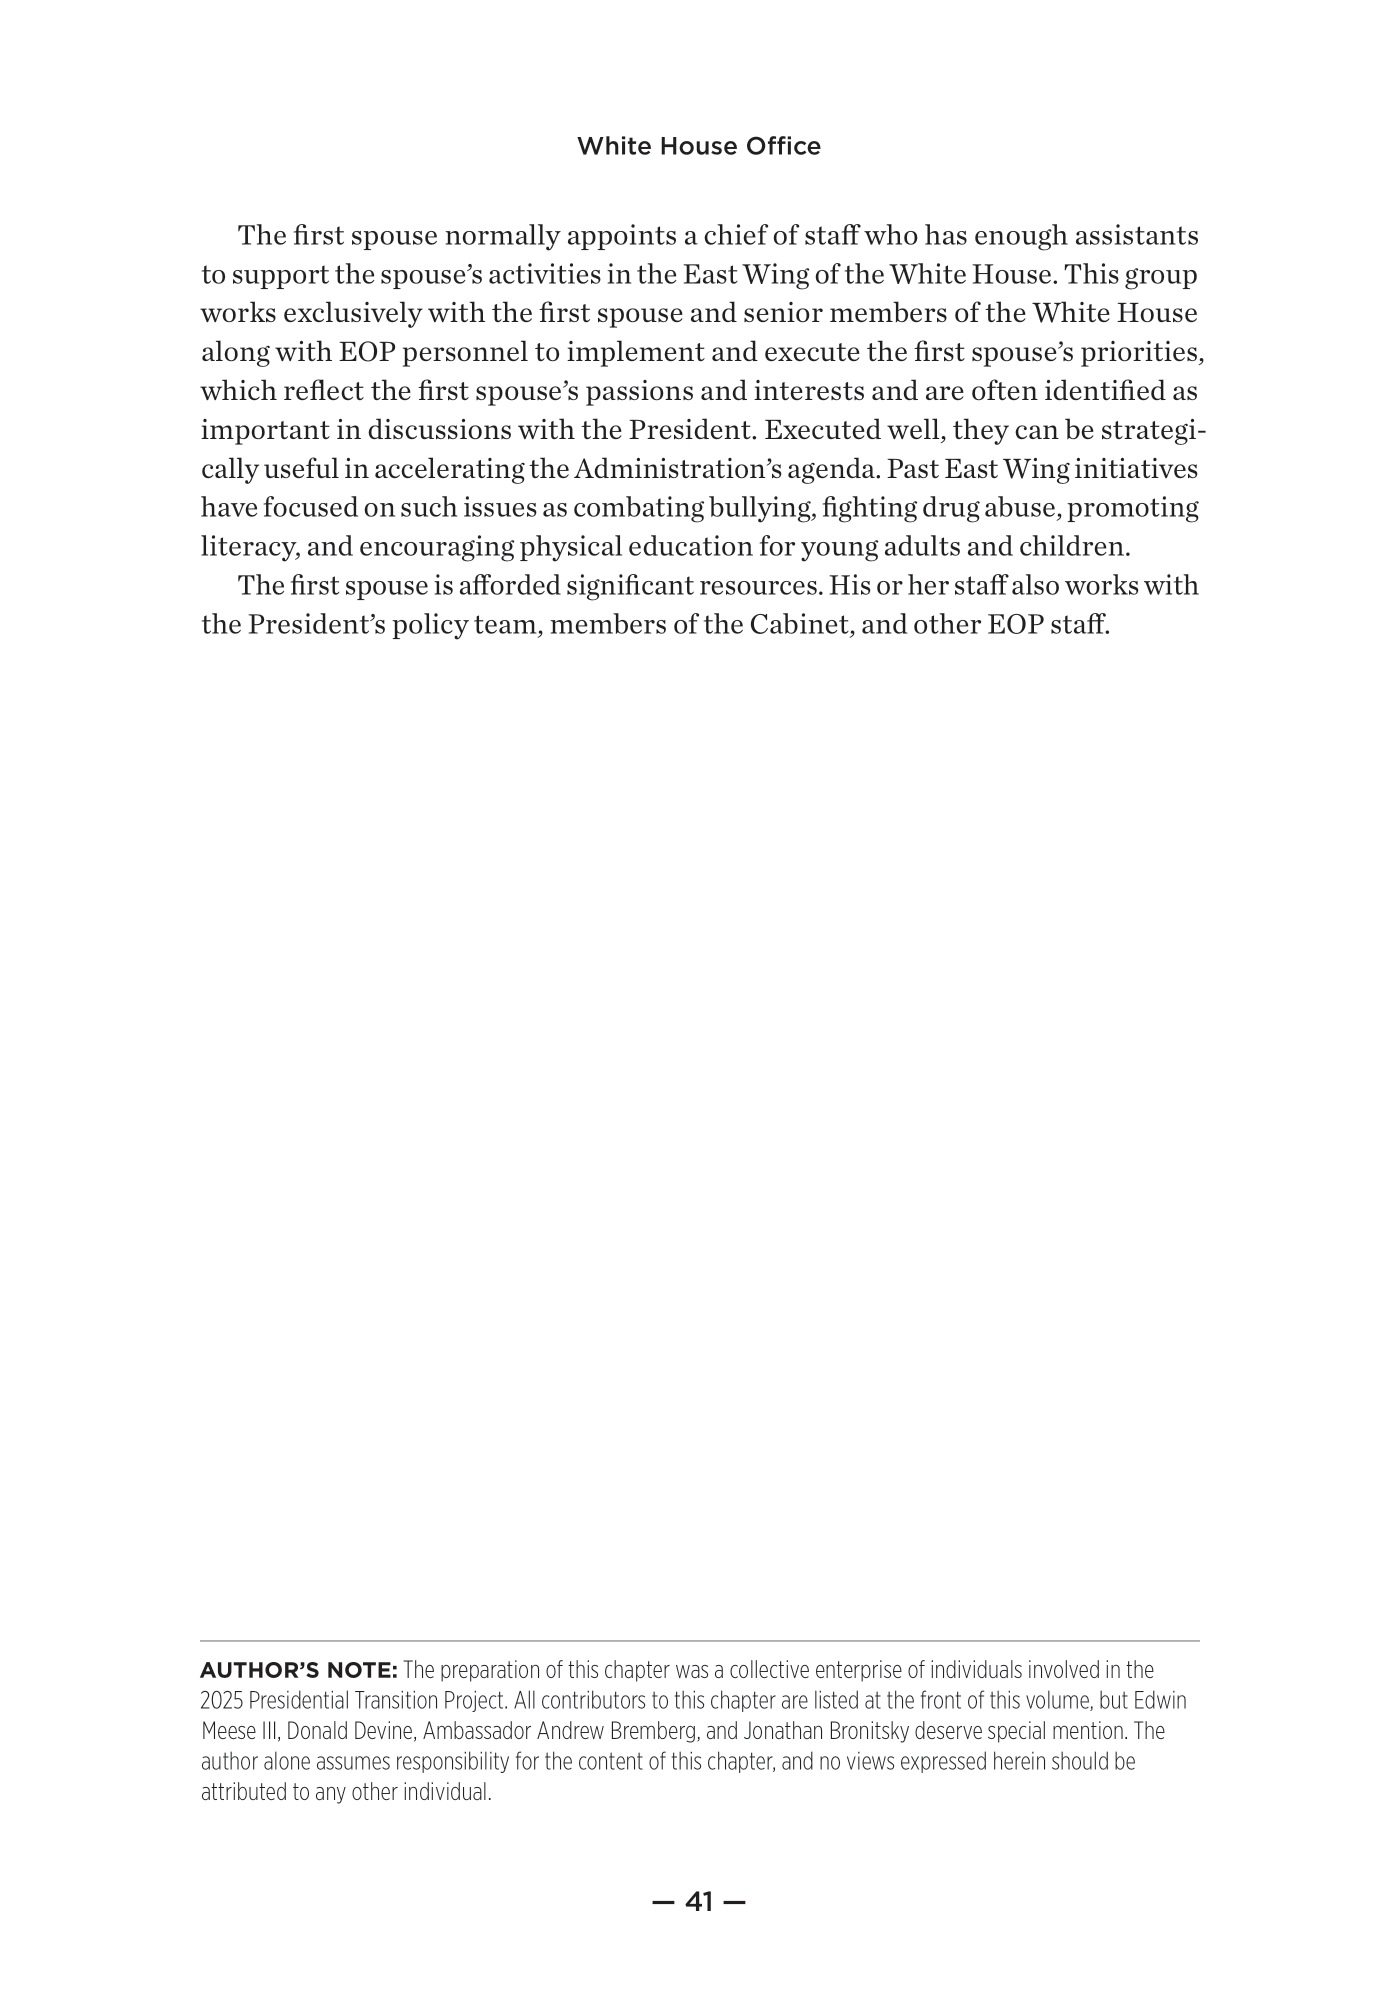 White House Office
The first spouse normally appoints a chief of staff who has enough assistants
to support the spouse’s activities in the East Wing of the White House. This group
works exclusively with the first spouse and senior members of the White House
along with EOP personnel to implement and execute the first spouse’s priorities,
which reflect the first spouse’s passions and interests and are often identified as
important in discussions with the President. Executed well, they can be strategi-
cally useful in accelerating the Administration’s agenda. Past East Wing initiatives
have focused on such issues as combating bullying, fighting drug abuse, promoting
literacy, and encouraging physical education for young adults and children.
The first spouse is afforded significant resources. His or her staff also works with
the President’s policy team, members of the Cabinet, and other EOP staff.
AUTHOR’S NOTE: The preparation of this chapter was a collective enterprise of individuals involved in the
2025 Presidential Transition Project. All contributors to this chapter are listed at the front of this volume, but Edwin
Meese III, Donald Devine, Ambassador Andrew Bremberg, and Jonathan Bronitsky deserve special mention. The
author alone assumes responsibility for the content of this chapter, and no views expressed herein should be
attributed to any other individual.
— 41 —